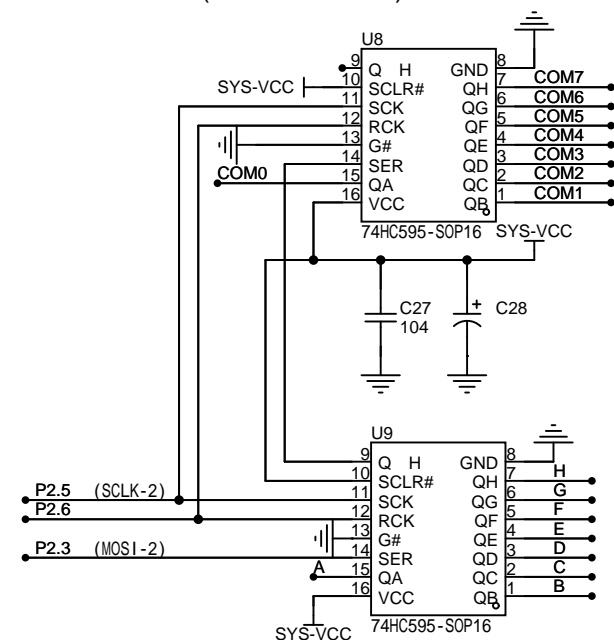 U8
9 Q H GND 8
SYS-VCC 10 SCLR# QH 7 COM7
11 SCK QG 6 COM6
12 RCK QF 5 COM5
13 G# QE 4 COM4
14 SER QD 3 COM3
COM0 15 QA QC 2 COM2
16 VCC QB 1 COM1
74HC595-SOP16 SYS-VCC
C27 + C28
104
U9
9 Q H GND 8
10 SCLR# QH 7 H
P2.5 (SCLK-2) 11 SCK QG 6 G
P2.6 12 RCK QF 5 F
13 G# QE 4 E
P2.3 (MOSI-2) 14 SER QD 3 D
A 15 QA QC 2 C
16 VCC QB 1 B
SYS-VCC 74HC595-SOP16